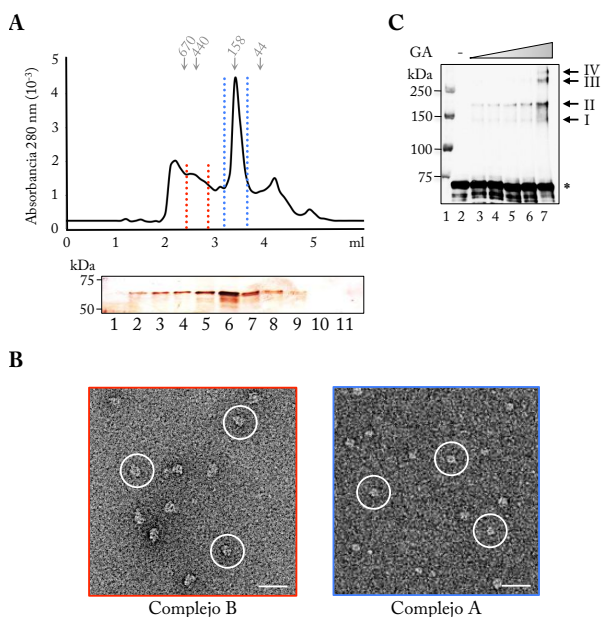 A
670
440
158
44
Absorbancia 280 nm (10⁻³)
5
4
3
2
1
0
0 1 2 3 4 5 ml
kDa
75
50
1 2 3 4 5 6 7 8 9 10 11
C
GA -
kDa
250
150
100
75
IV
III
II
I
*
1 2 3 4 5 6 7
B
Complejo B
Complejo A